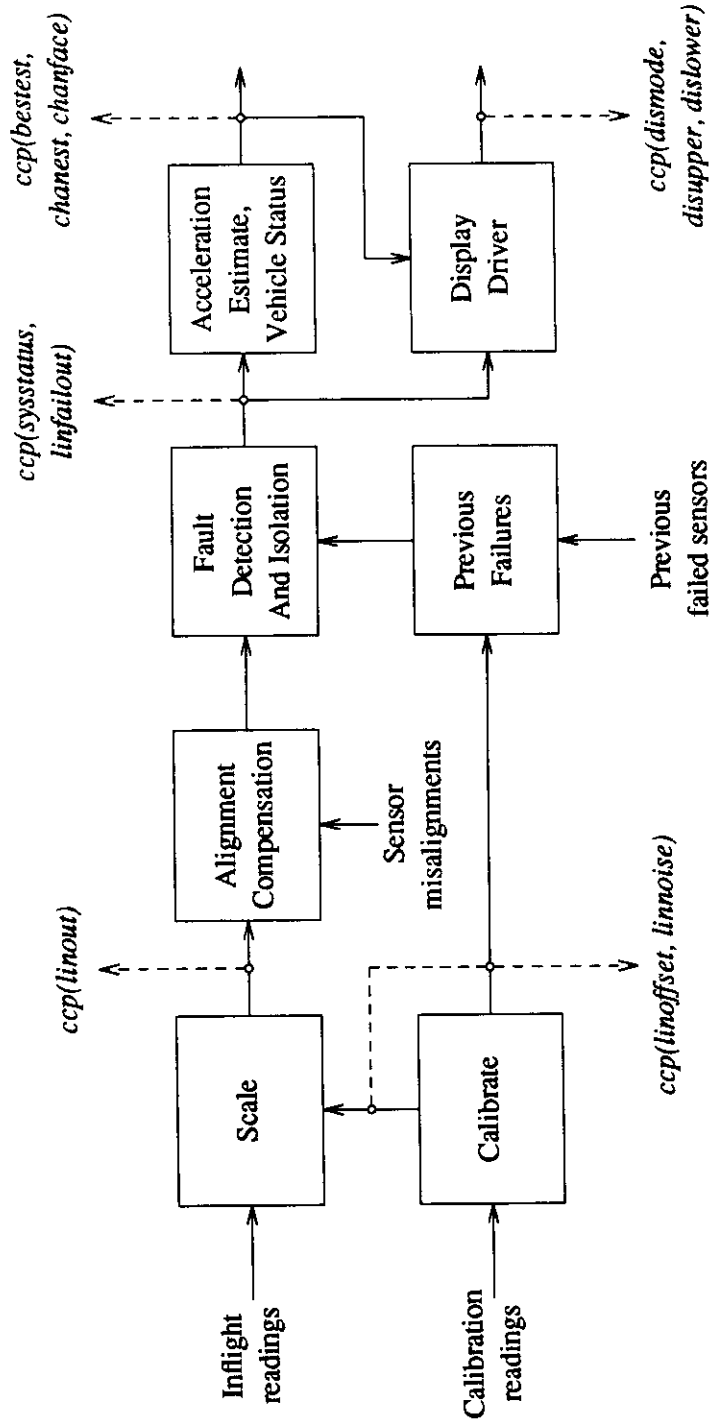 Inflight
readings
Calibration
readings
Scale
Calibrate
ccp(linout)
ccp(linoffset, linnoise)
Alignment
Compensation
Sensor
misalignments
Fault
Detection
And Isolation
Previous
Failures
Previous
failed sensors
ccp(sysstatus,
linfailout)
Acceleration
Estimate,
Vehicle Status
Display
Driver
ccp(bestest,
chanest, chanface)
ccp(dismode,
disupper, dislower)